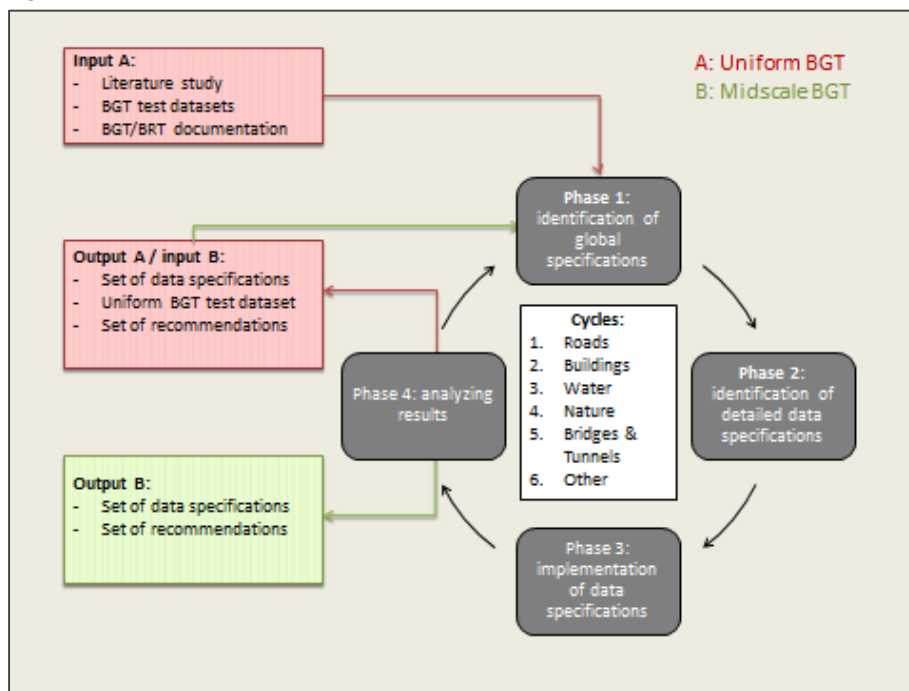 Input A:
- Literature study
- BGT test datasets
- BGT/BRT documentation
A: Uniform BGT
B: Midscale BGT
Phase 1:
identification of
global
specifications
Output A / input B:
- Set of data specifications
- Uniform BGT test dataset
- Set of recommendations
Cycles:
1. Roads
2. Buildings
3. Water
4. Nature
5. Bridges &
Tunnels
6. Other
Phase 4: analyzing
results
Phase 2:
identification of
detailed data
specifications
Output B:
- Set of data specifications
- Set of recommendations
Phase 3:
implementation
of data
specifications